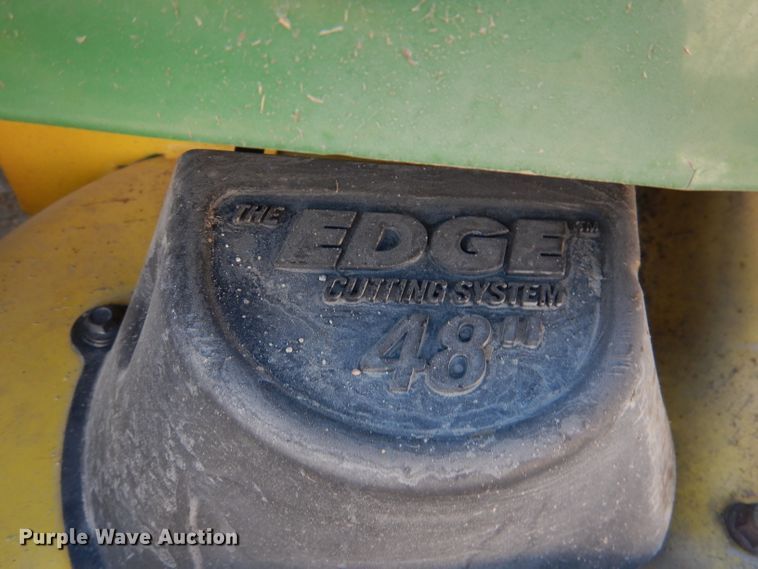 THE EDGE™
CUTTING SYSTEM
48"
Purple Wave Auction